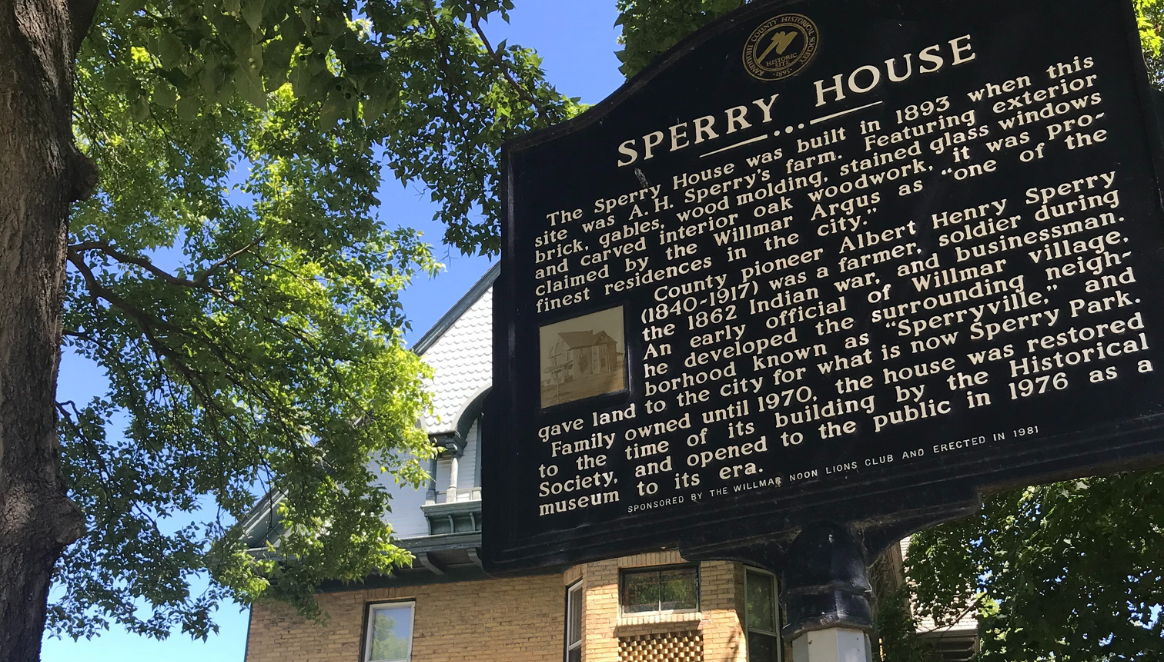 KANDIYOHI COUNTY HISTORICAL SOCIETY
HISTORIC
SITE
SPERRY HOUSE
The Sperry House was built in 1893 when this
site was A. H. Sperry's farm. Featuring exterior
brick, gables, wood molding, stained glass windows
and carved interior oak woodwork, it was pro-
claimed by the Willmar Argus as "one of the
finest residences in the city."
County pioneer Albert Henry Sperry
(1840-1917) was a farmer, soldier during
the 1862 Indian war, and businessman.
An early official of Willmar village,
he developed the surrounding neigh-
borhood known as "Sperryville," and
gave land to the city for what is now Sperry Park.
Family owned until 1970, the house was restored
to the time of its building by the Historical
Society, and opened to the public in 1976 as a
museum to its era.
SPONSORED BY THE WILLMAR NOON LIONS CLUB AND ERECTED IN 1981